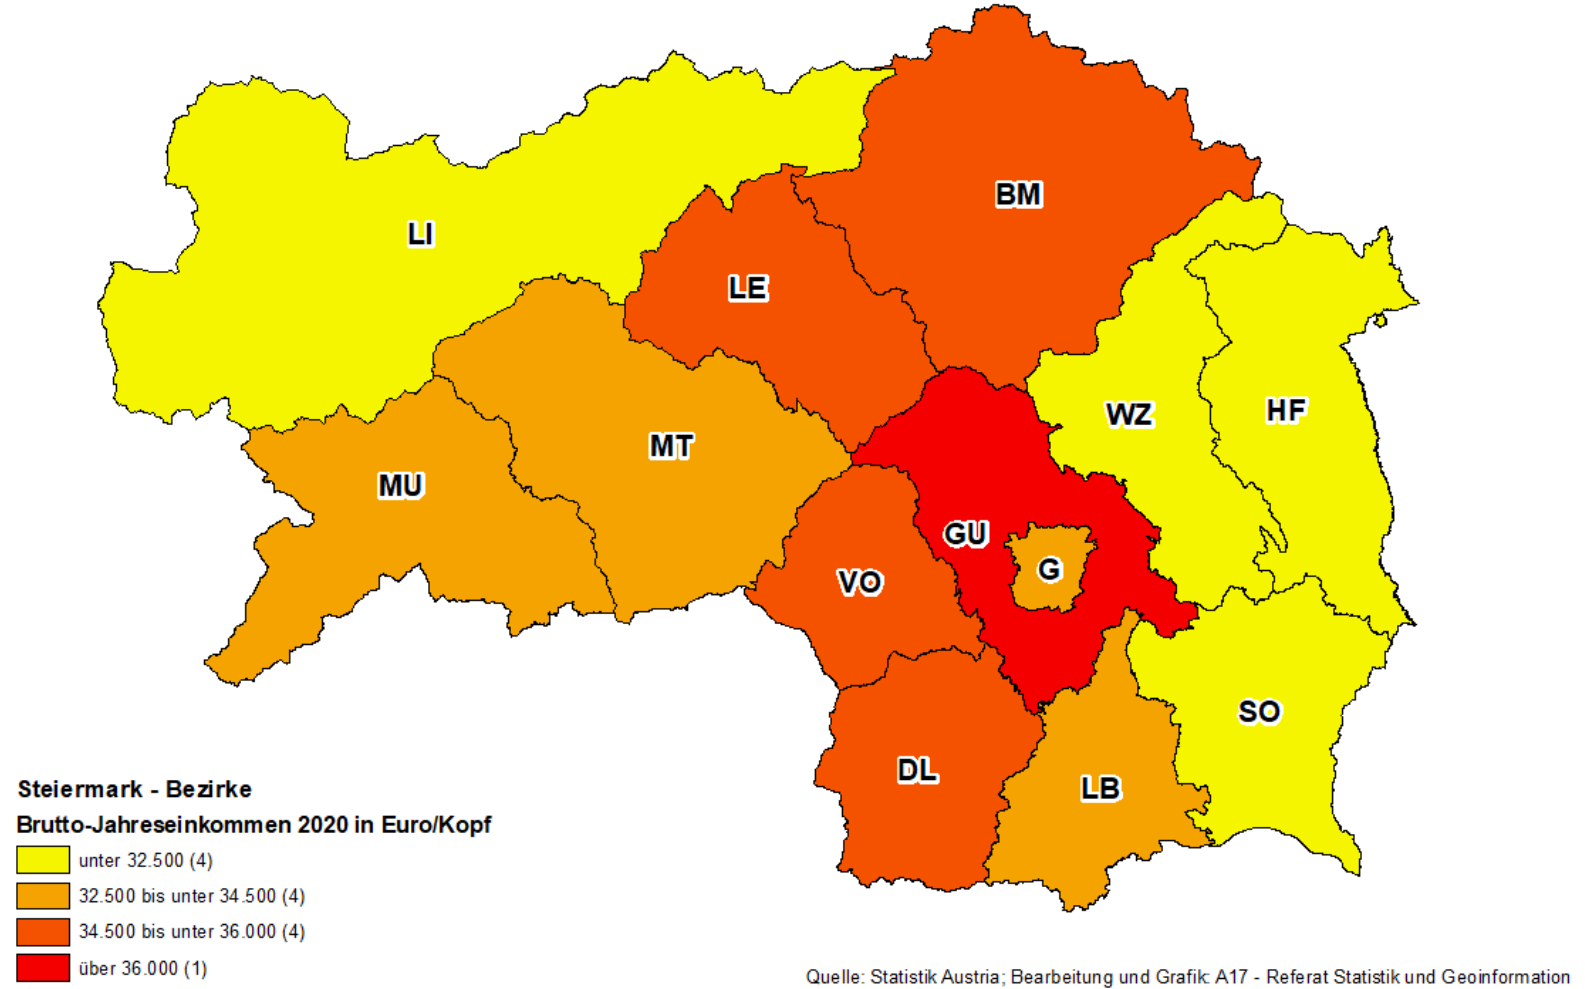 BM
LI
LE
WZ
HF
MT
MU
GU
G
VO
SO
DL
LB
Steiermark - Bezirke
Brutto-Jahreseinkommen 2020 in Euro/Kopf
unter 32.500 (4)
32.500 bis unter 34.500 (4)
34.500 bis unter 36.000 (4)
über 36.000 (1)
Quelle: Statistik Austria; Bearbeitung und Grafik: A17 - Referat Statistik und Geoinformation